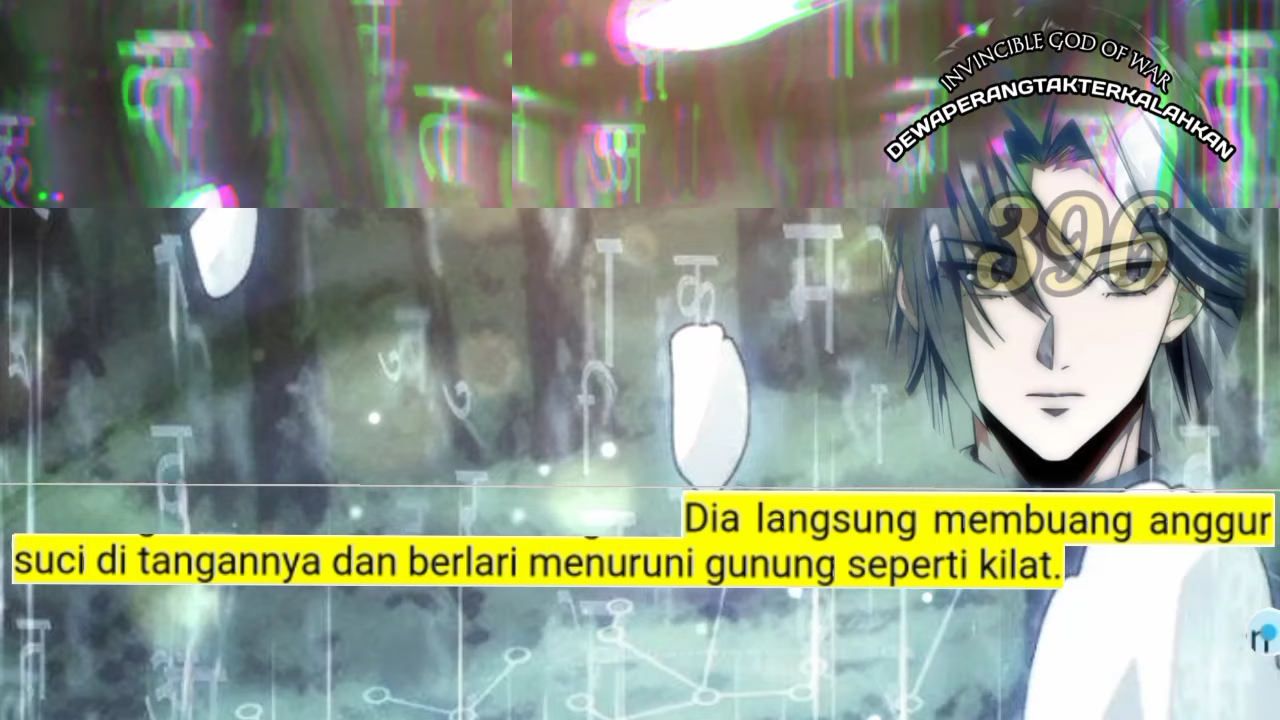 INVINCIBLE GOD OF WAR
DEWAPERANGTAKTERKALAHKAN
396
Dia langsung membuang anggur
suci di tangannya dan berlari menuruni gunung seperti kilat.